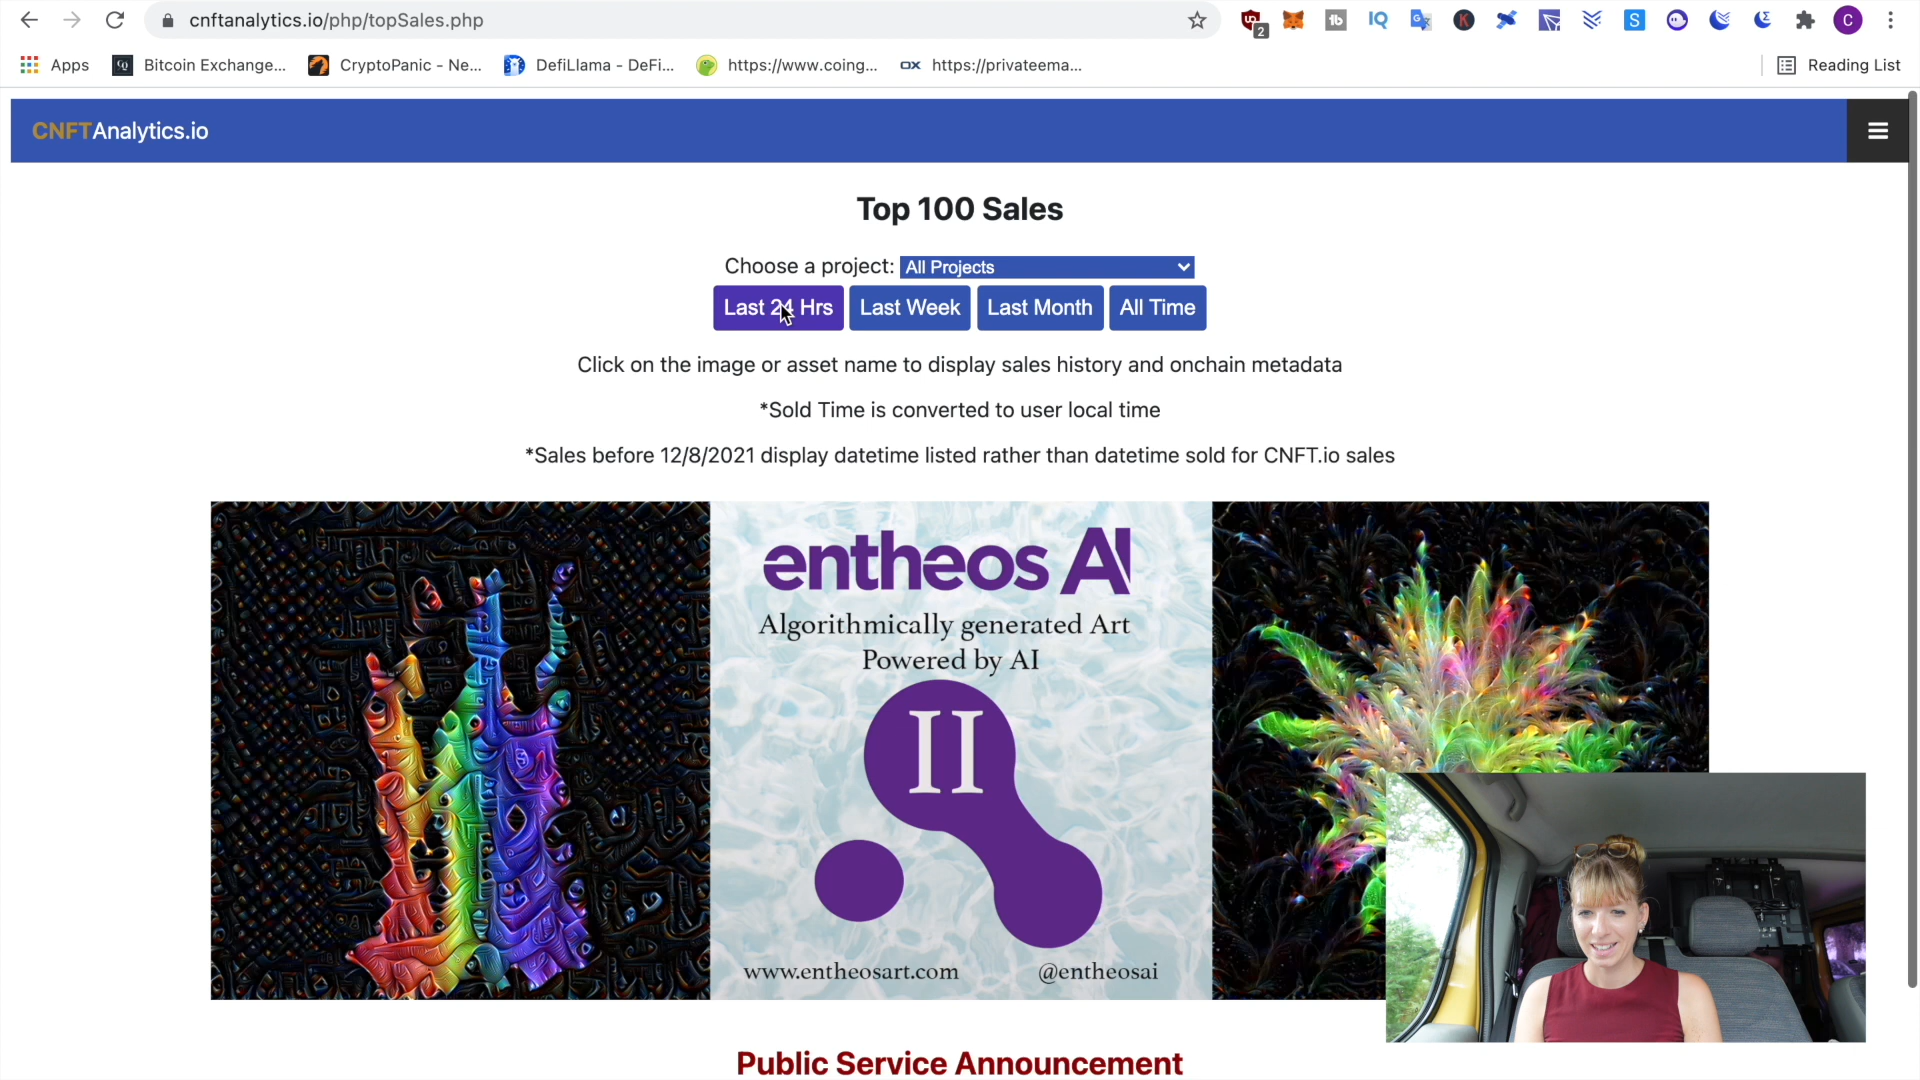 cnftanalytics.io/php/topSales.php
2
C
Apps
Bitcoin Exchange...
CryptoPanic - Ne...
DefiLlama - DeFi...
https://www.coing...
https://privateema...
Reading List
CNFTAnalytics.io
Top 100 Sales
Choose a project: All Projects
Last 24 Hrs Last Week Last Month All Time
Click on the image or asset name to display sales history and onchain metadata
*Sold Time is converted to user local time
*Sales before 12/8/2021 display datetime listed rather than datetime sold for CNFT.io sales
entheos AI
Algorithmically generated Art
Powered by AI
II
www.entheosart.com @entheosai
Public Service Announcement